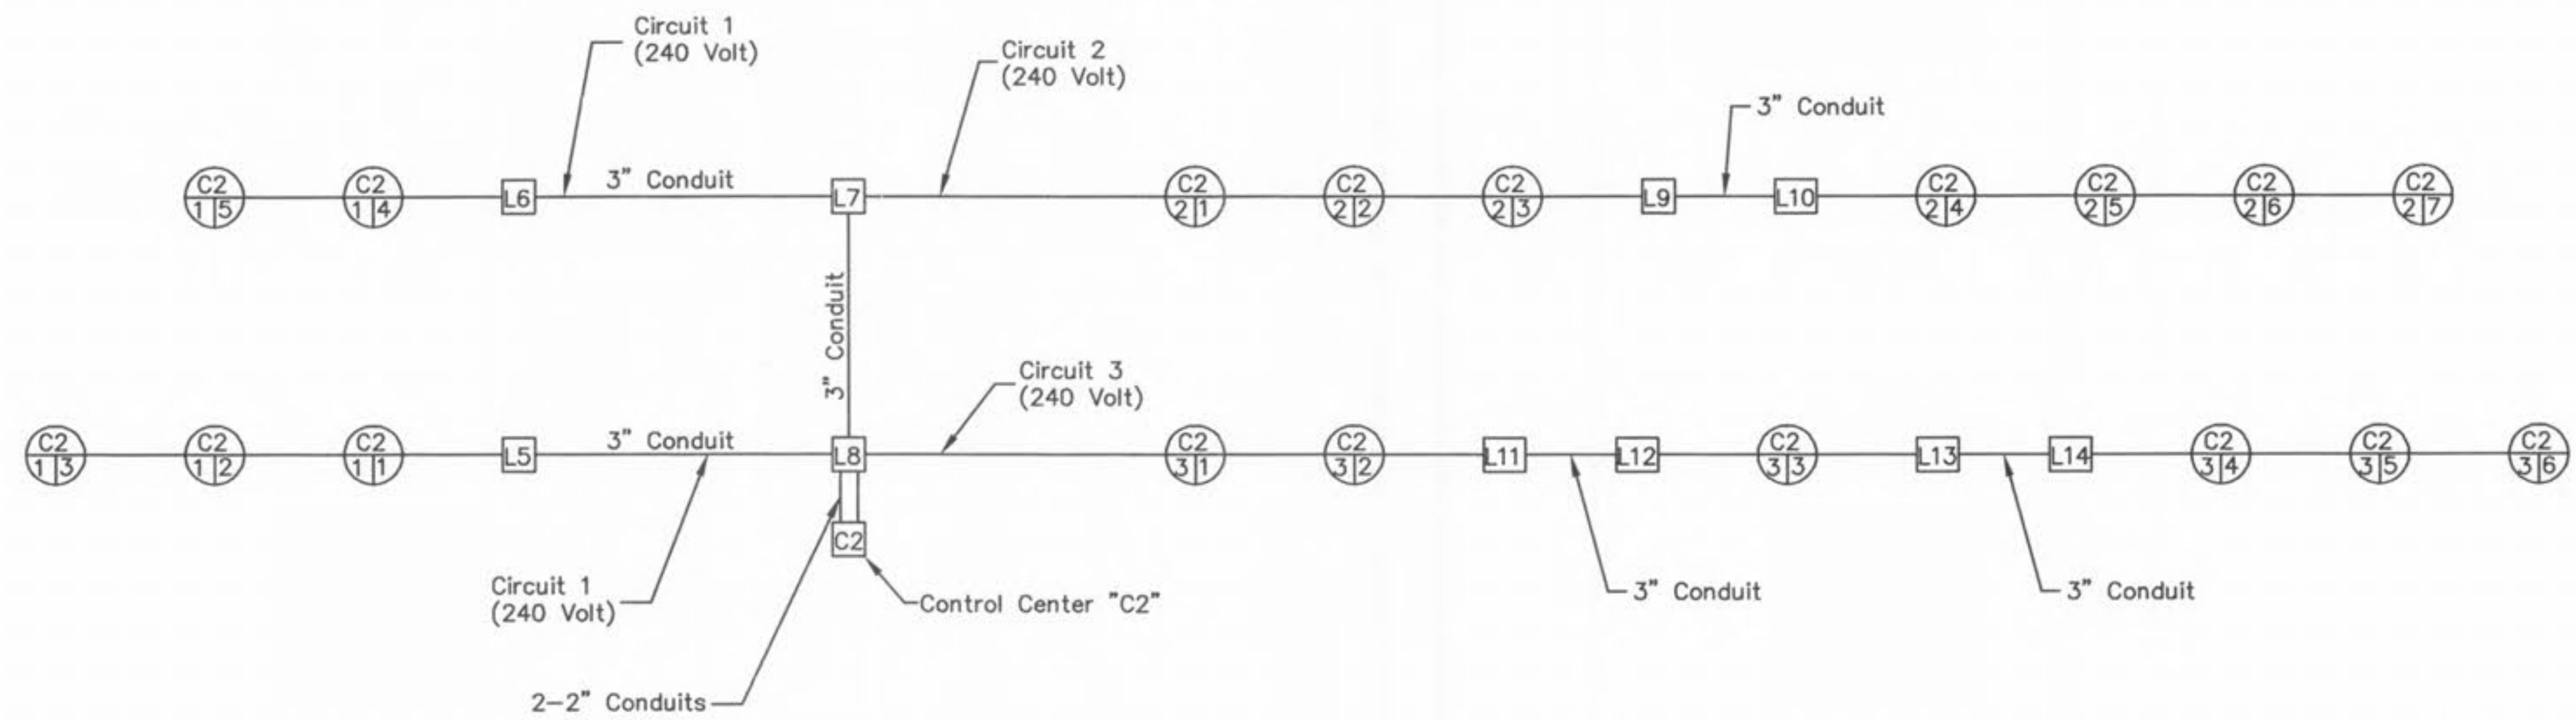 Circuit 1
(240 Volt)
Circuit 2
(240 Volt)
3" Conduit
C2
1 5
C2
1 4
L6
3" Conduit
L7
C2
2 1
C2
2 2
C2
2 3
L9
L10
C2
2 4
C2
2 5
C2
2 6
C2
2 7
3" Conduit
Circuit 3
(240 Volt)
C2
1 3
C2
1 2
C2
1 1
L5
3" Conduit
L8
C2
3 1
C2
3 2
L11
L12
C2
3 3
L13
L14
C2
3 4
C2
3 5
C2
3 6
C2
Circuit 1
(240 Volt)
Control Center "C2"
3" Conduit
3" Conduit
2-2" Conduits